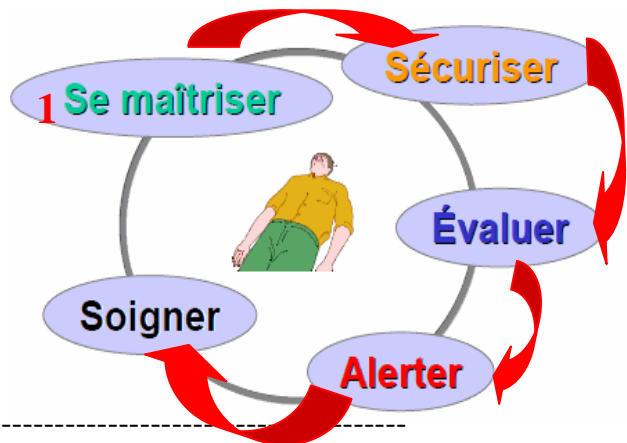 1 Se maîtriser
Sécuriser
Évaluer
Alerter
Soigner